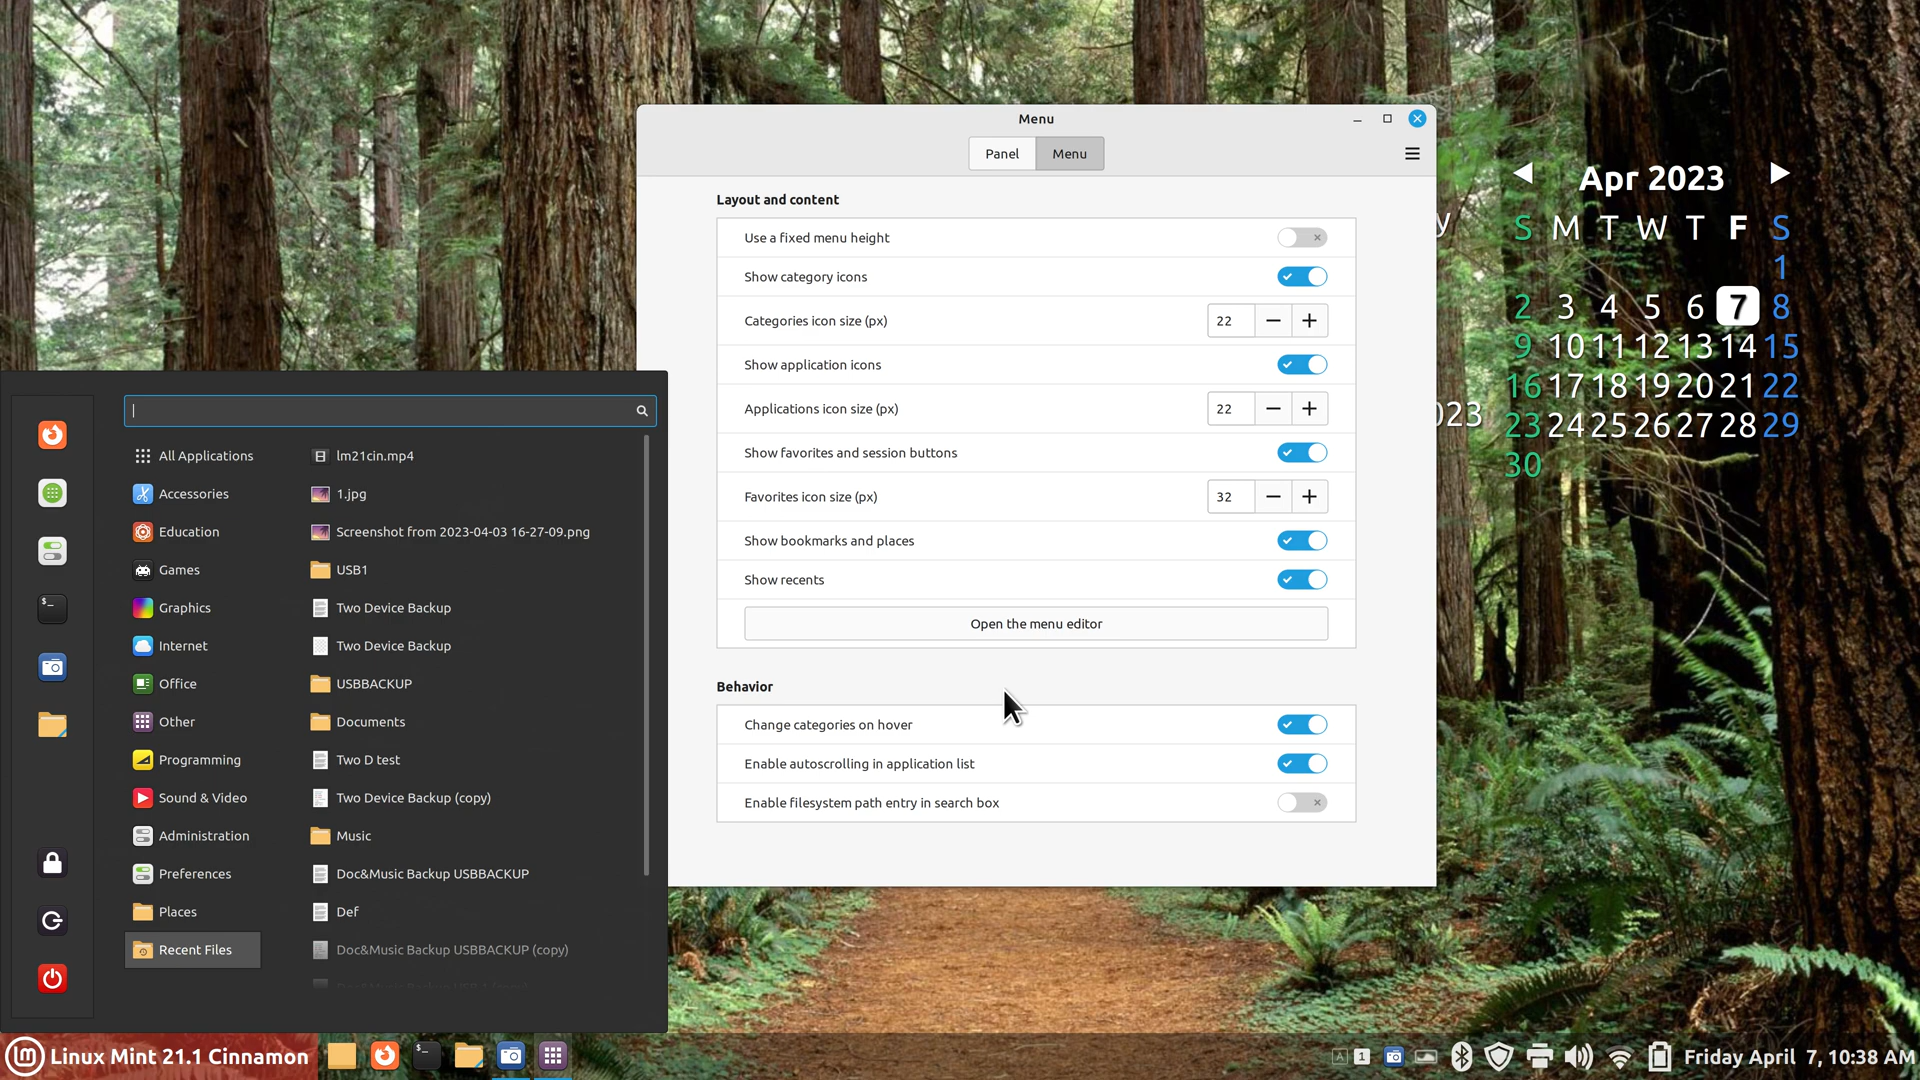 Menu
Panel
Menu
Layout and content
Use a fixed menu height
Show category icons
Categories icon size (px)
22
Show application icons
Applications icon size (px)
22
Show favorites and session buttons
Favorites icon size (px)
32
Show bookmarks and places
Show recents
Open the menu editor
Behavior
Change categories on hover
Enable autoscrolling in application list
Enable filesystem path entry in search box
All Applications
Accessories
Education
Games
Graphics
Internet
Office
Other
Programming
Sound & Video
Administration
Preferences
Places
Recent Files
lm21cin.mp4
1.jpg
Screenshot from 2023-04-03 16-27-09.png
USB1
Two Device Backup
Two Device Backup
USBBACKUP
Documents
Two D test
Two Device Backup (copy)
Music
Doc&Music Backup USBBACKUP
Def
Doc&Music Backup USBBACKUP (copy)
y
023
Apr 2023
S M T W T F S
1
2 3 4 5 6 7 8
9 10 11 12 13 14 15
16 17 18 19 20 21 22
23 24 25 26 27 28 29
30
Linux Mint 21.1 Cinnamon
A
1
Friday April 7, 10:38 AM